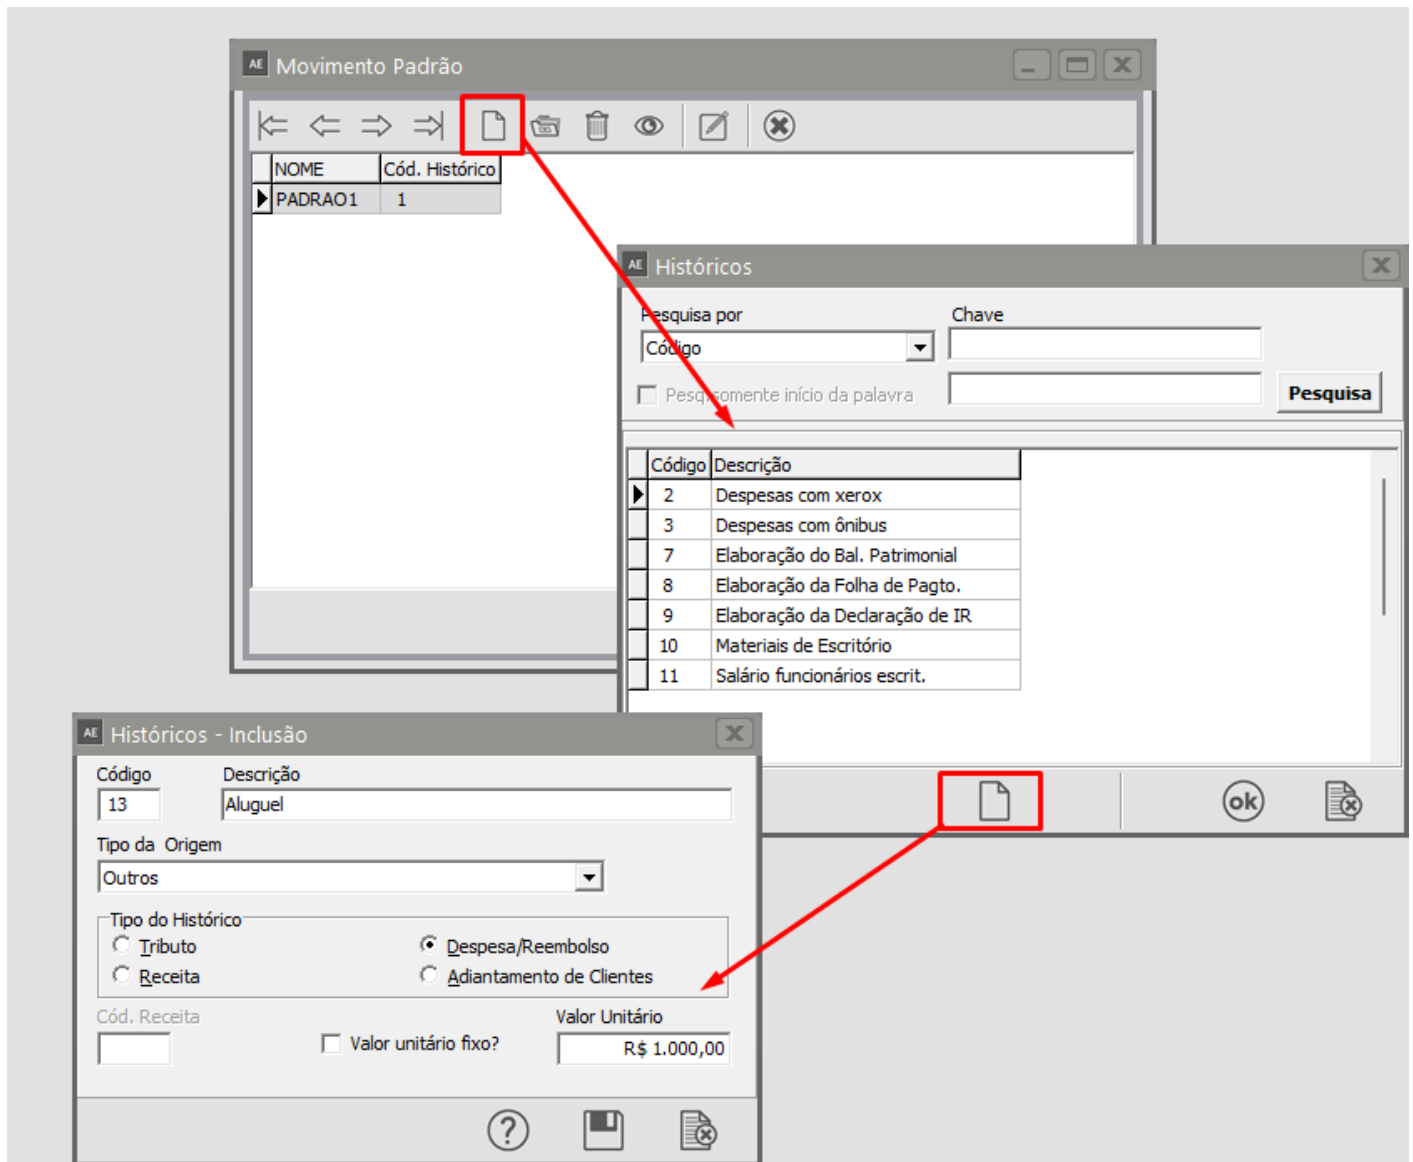 AE Movimento Padrão
NOME Cód. Histórico
PADRAO1 1
AE Históricos
Pesquisa por Chave
Código
Pesq. somente início da palavra Pesquisa
Código Descrição
2 Despesas com xerox
3 Despesas com ônibus
7 Elaboração do Bal. Patrimonial
8 Elaboração da Folha de Pagto.
9 Elaboração da Declaração de IR
10 Materiais de Escritório
11 Salário funcionários escrit.
ok
AE Históricos - Inclusão
Código Descrição
13 Aluguel
Tipo da Origem
Outros
Tipo do Histórico
Tributo Despesa/Reembolso
Receita Adiantamento de Clientes
Cód. Receita Valor Unitário
Valor unitário fixo? R$ 1.000,00
?